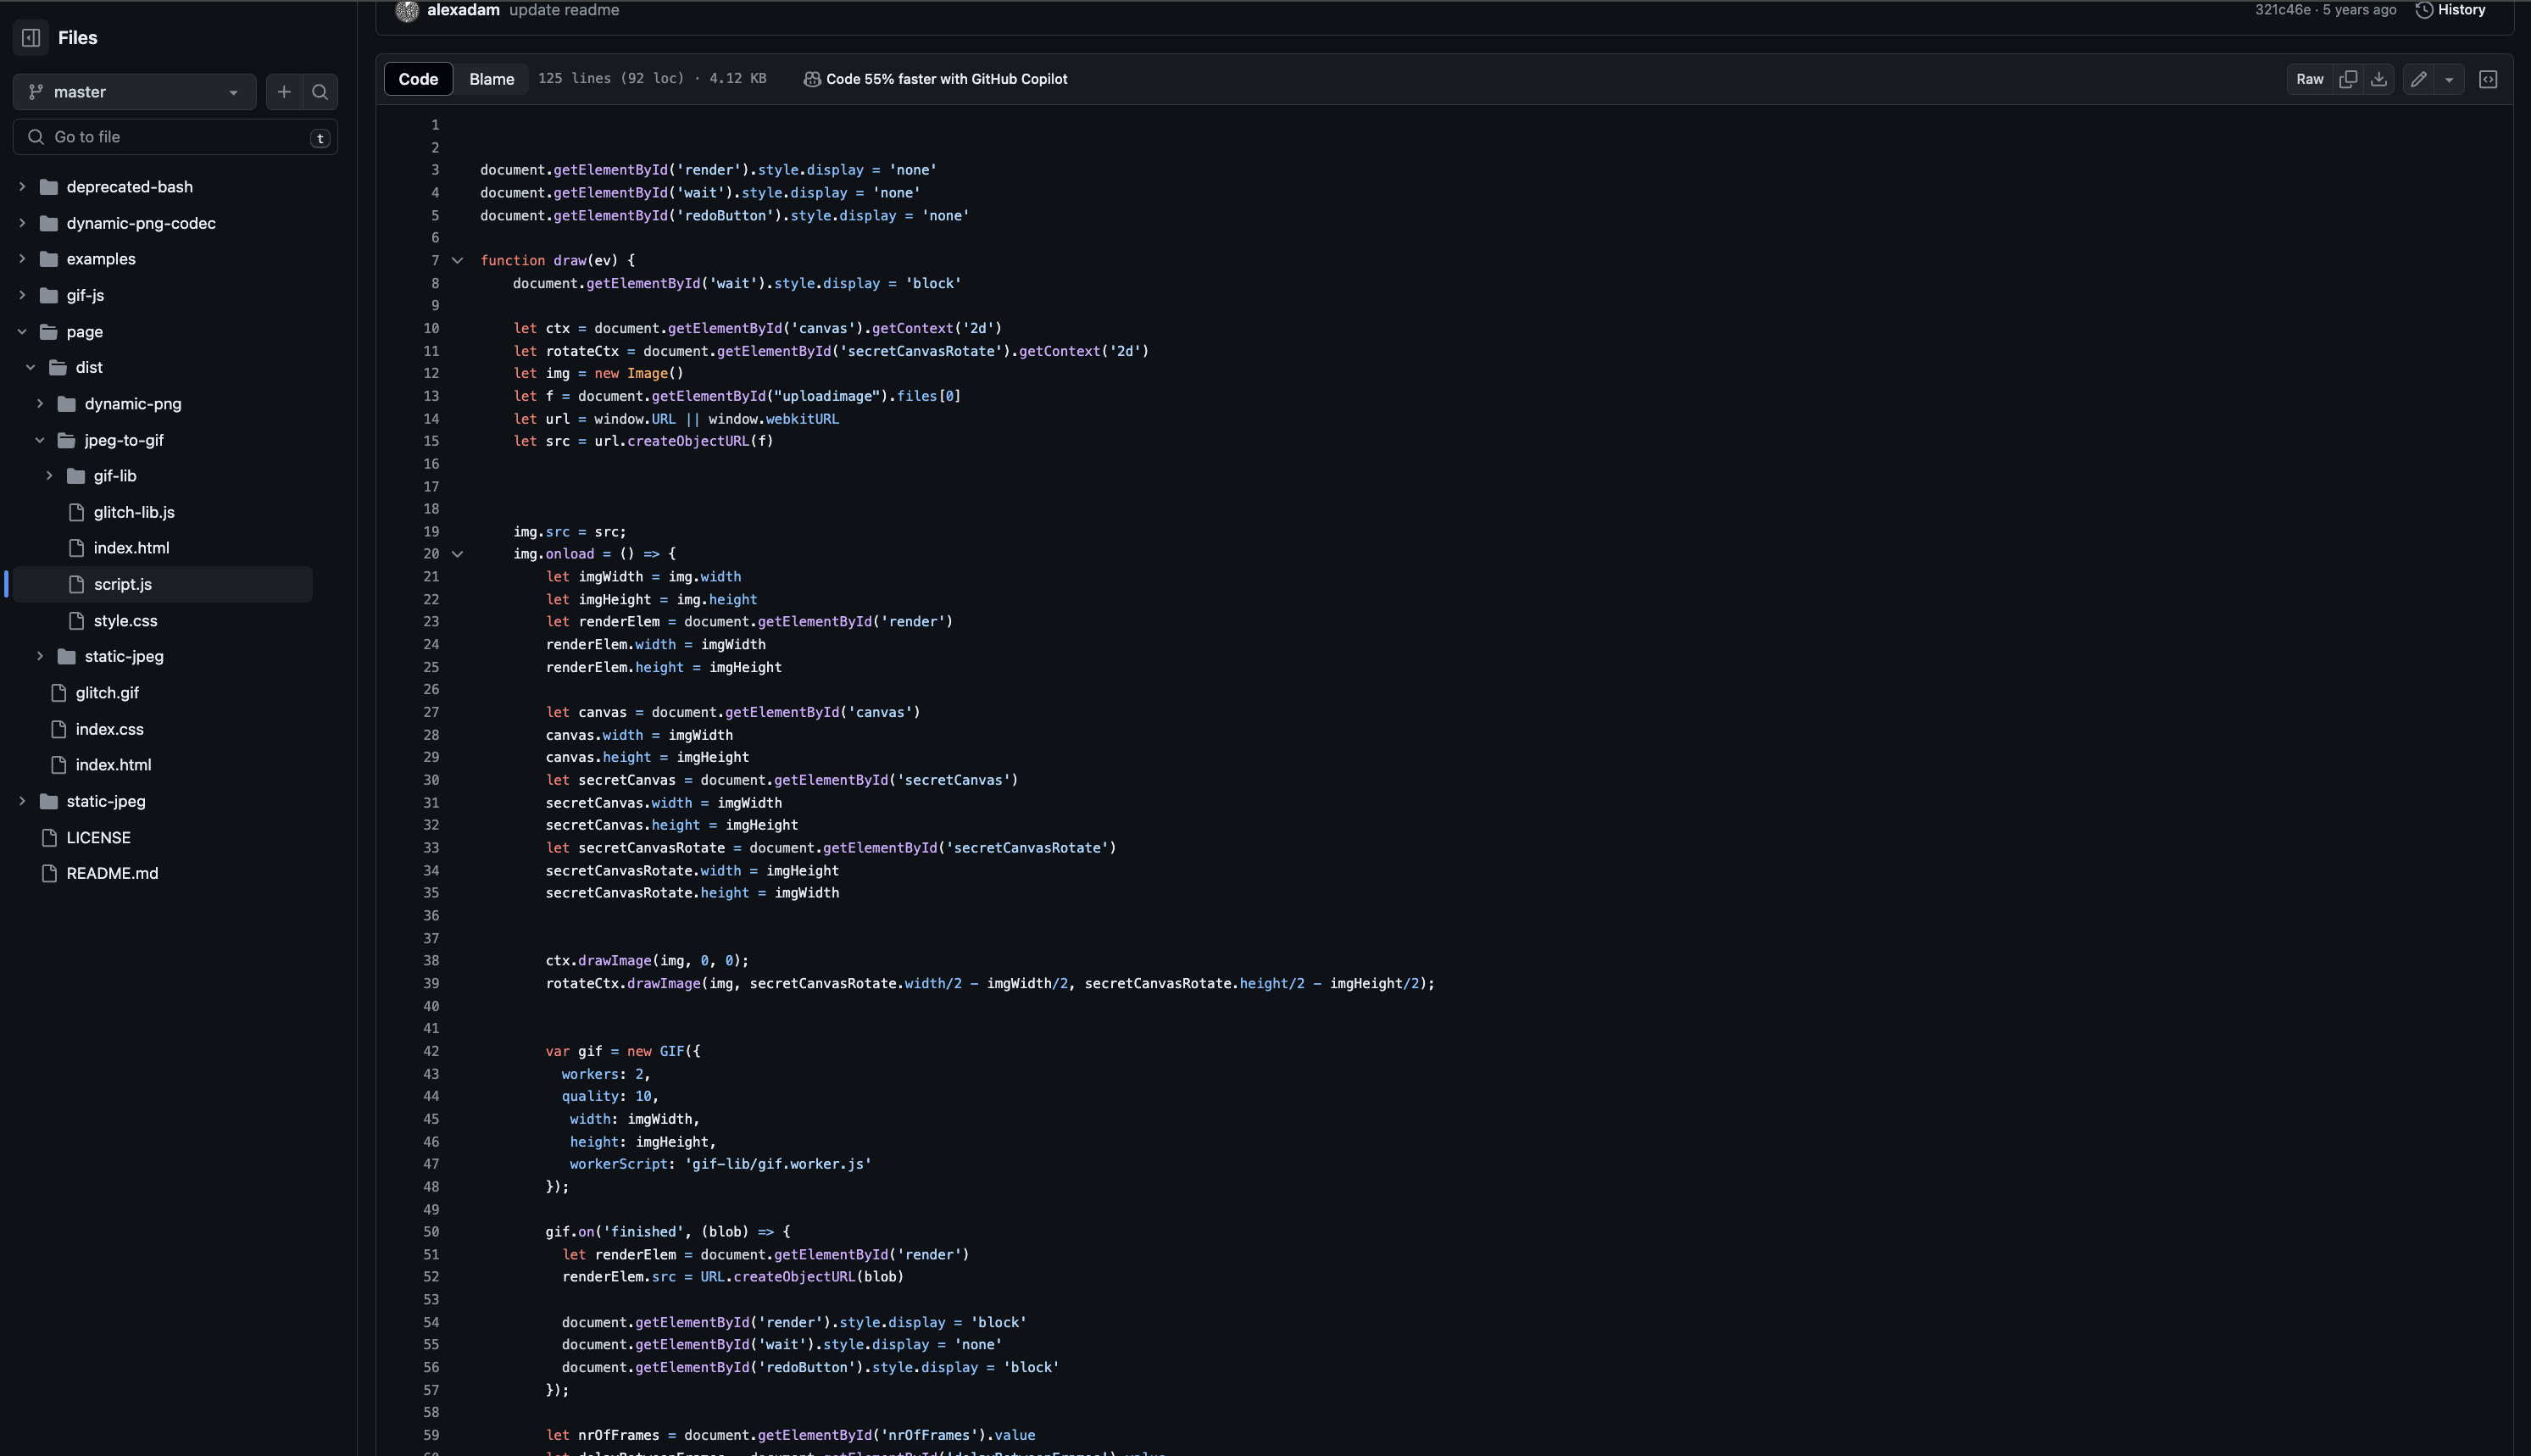 Files
master
Go to file
t
deprecated-bash
dynamic-png-codec
examples
gif-js
page
dist
dynamic-png
jpeg-to-gif
gif-lib
glitch-lib.js
index.html
script.js
style.css
static-jpeg
glitch.gif
index.css
index.html
static-jpeg
LICENSE
README.md
alexadam update readme
321c46e · 5 years ago
History
Code
Blame
125 lines (92 loc) · 4.12 KB
Code 55% faster with GitHub Copilot
Raw
1
2
3 document.getElementById('render').style.display = 'none'
4 document.getElementById('wait').style.display = 'none'
5 document.getElementById('redoButton').style.display = 'none'
6
7 function draw(ev) {
8 document.getElementById('wait').style.display = 'block'
9
10 let ctx = document.getElementById('canvas').getContext('2d')
11 let rotateCtx = document.getElementById('secretCanvasRotate').getContext('2d')
12 let img = new Image()
13 let f = document.getElementById("uploadimage").files[0]
14 let url = window.URL || window.webkitURL
15 let src = url.createObjectURL(f)
16
17
18
19 img.src = src;
20 img.onload = () => {
21 let imgWidth = img.width
22 let imgHeight = img.height
23 let renderElem = document.getElementById('render')
24 renderElem.width = imgWidth
25 renderElem.height = imgHeight
26
27 let canvas = document.getElementById('canvas')
28 canvas.width = imgWidth
29 canvas.height = imgHeight
30 let secretCanvas = document.getElementById('secretCanvas')
31 secretCanvas.width = imgWidth
32 secretCanvas.height = imgHeight
33 let secretCanvasRotate = document.getElementById('secretCanvasRotate')
34 secretCanvasRotate.width = imgHeight
35 secretCanvasRotate.height = imgWidth
36
37
38 ctx.drawImage(img, 0, 0);
39 rotateCtx.drawImage(img, secretCanvasRotate.width/2 - imgWidth/2, secretCanvasRotate.height/2 - imgHeight/2);
40
41
42 var gif = new GIF({
43 workers: 2,
44 quality: 10,
45 width: imgWidth,
46 height: imgHeight,
47 workerScript: 'gif-lib/gif.worker.js'
48 });
49
50 gif.on('finished', (blob) => {
51 let renderElem = document.getElementById('render')
52 renderElem.src = URL.createObjectURL(blob)
53
54 document.getElementById('render').style.display = 'block'
55 document.getElementById('wait').style.display = 'none'
56 document.getElementById('redoButton').style.display = 'block'
57 });
58
59 let nrOfFrames = document.getElementById('nrOfFrames').value